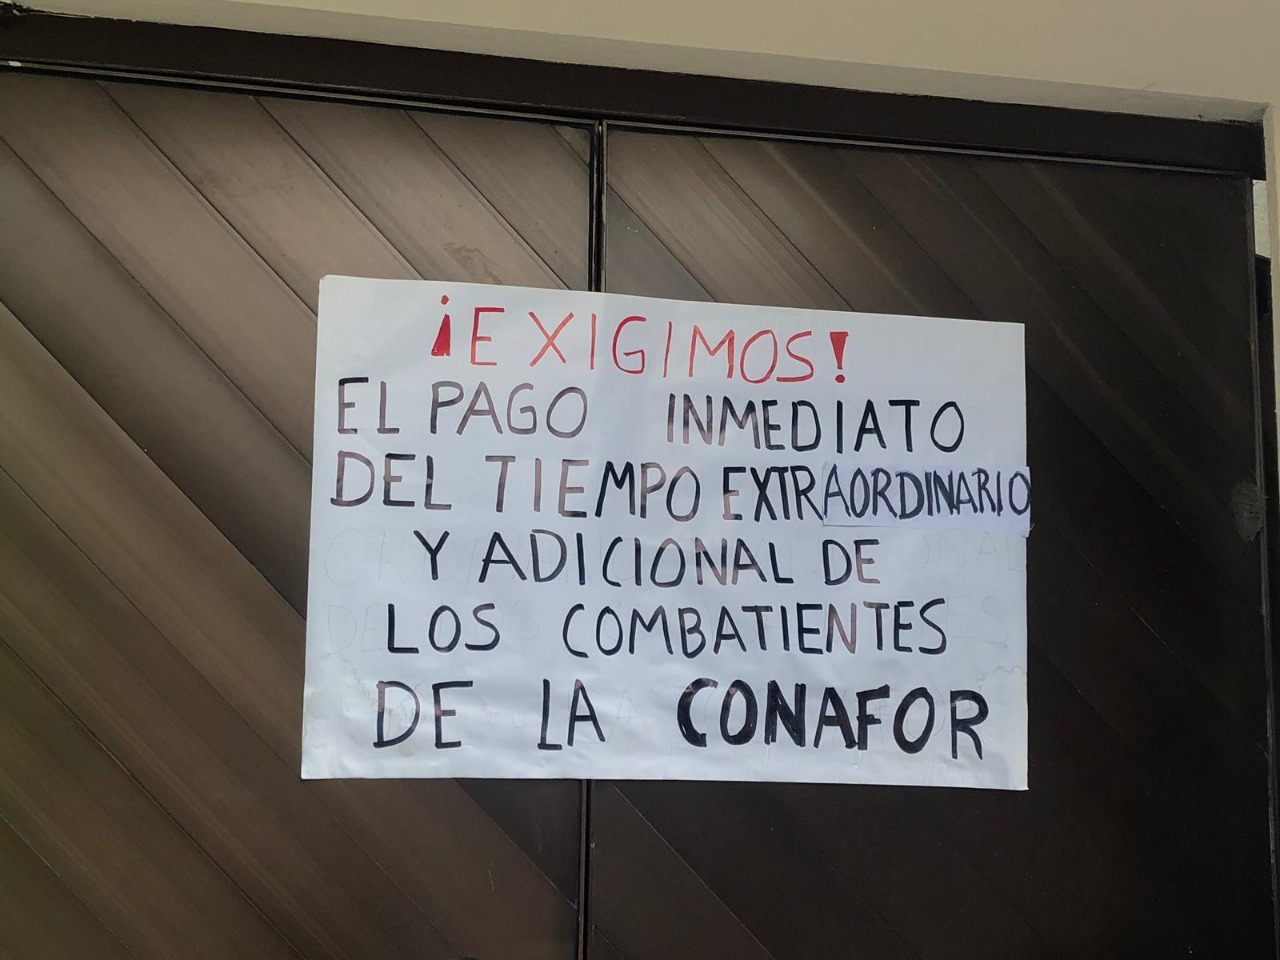 ¡EXIGIMOS!
EL PAGO INMEDIATO
DEL TIEMPO EXTRAORDINARIO
Y ADICIONAL DE
LOS COMBATIENTES
DE LA CONAFOR